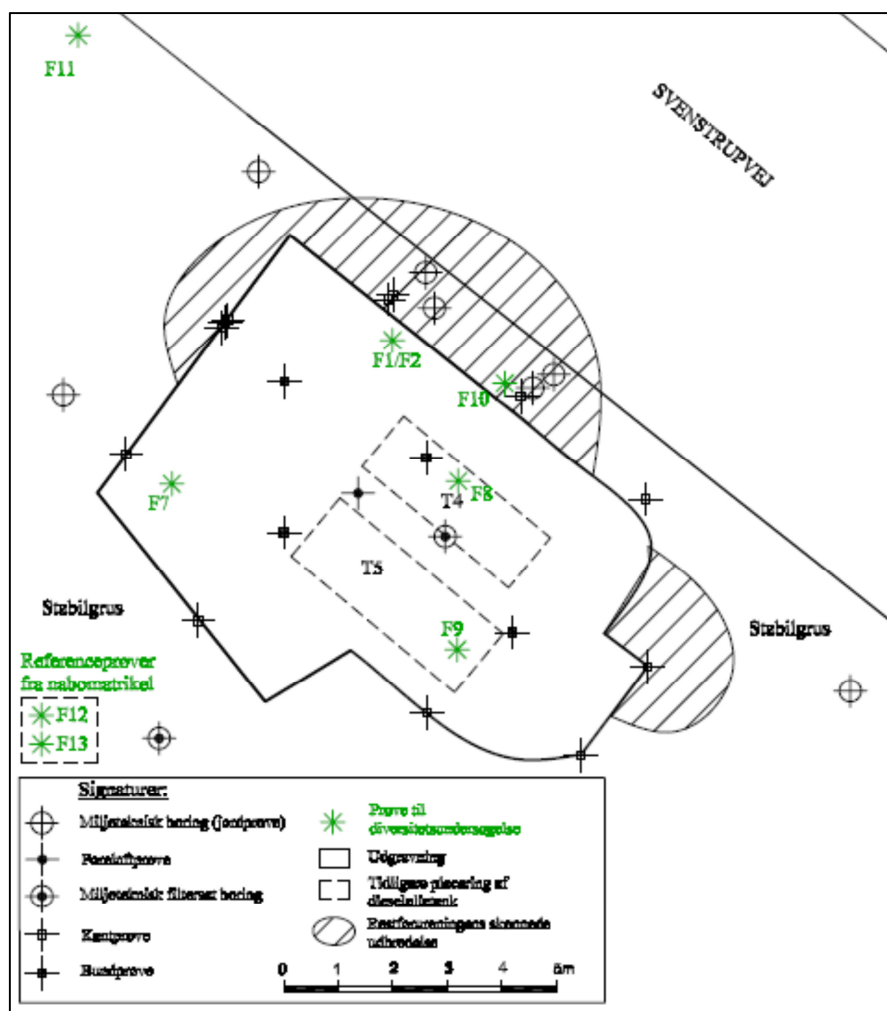 F11
SVENSTRUPVEJ
F1/F2
F10
F7
F8
T4
T5
F9
Stabilgrus
Stabilgrus
Referenceprøver
fra nabomatrikel
F12
F13
Signaturer:
Miljøteknisk boring (jordprøve)
Poreluftprøve
Miljøteknisk filtersat boring
Kantprøve
Bundprøve
Prøve til
diversitetsundersøgelse
Udgravning
Tidligere placering af
dieselolietank
Restforureningens skønnede
udbredelse
0 1 2 3 4 5m